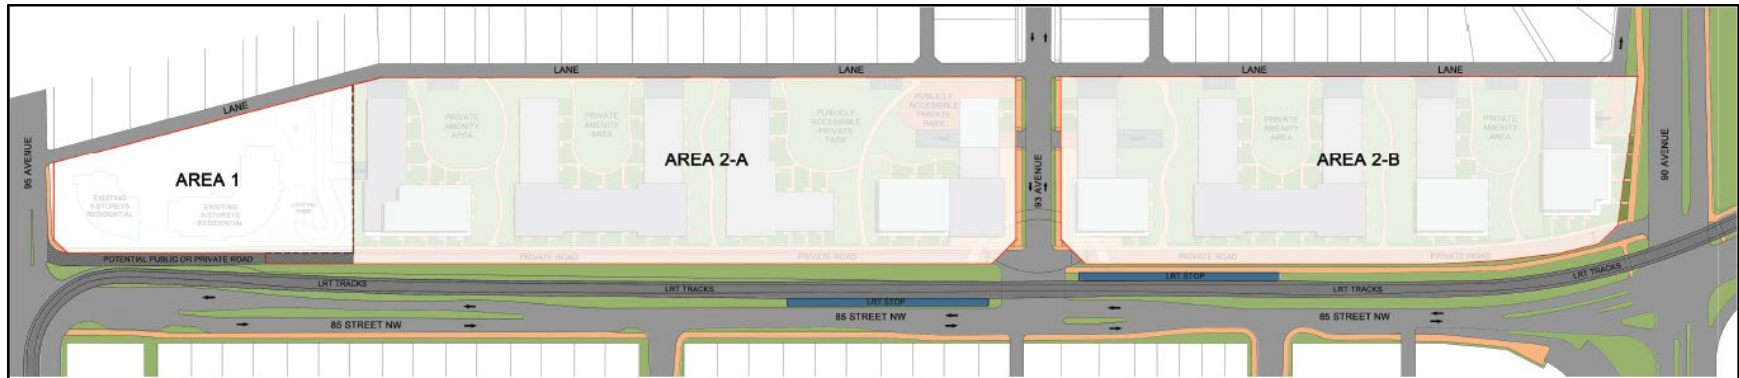 LANE
LANE
LANE
LANE
LANE
95 AVENUE
AREA 1
EXISTING
6-STOREYS
RESIDENTIAL
EXISTING
5-STOREYS
RESIDENTIAL
PRIVATE
AMENITY
AREA
PRIVATE
AMENITY
AREA
PUBLICLY
ACCESSIBLE
PRIVATE
PARK
PUBLICLY
ACCESSIBLE
PRIVATE
PARK
AREA 2-A
93 AVENUE
PRIVATE
AMENITY
AREA
PRIVATE
AMENITY
AREA
AREA 2-B
90 AVENUE
POTENTIAL PUBLIC OR PRIVATE ROAD
PRIVATE ROAD
PRIVATE ROAD
PRIVATE ROAD
PRIVATE ROAD
LRT TRACKS
LRT TRACKS
LRT STOP
LRT TRACKS
LRT TRACKS
LRT STOP
85 STREET NW
85 STREET NW
85 STREET NW